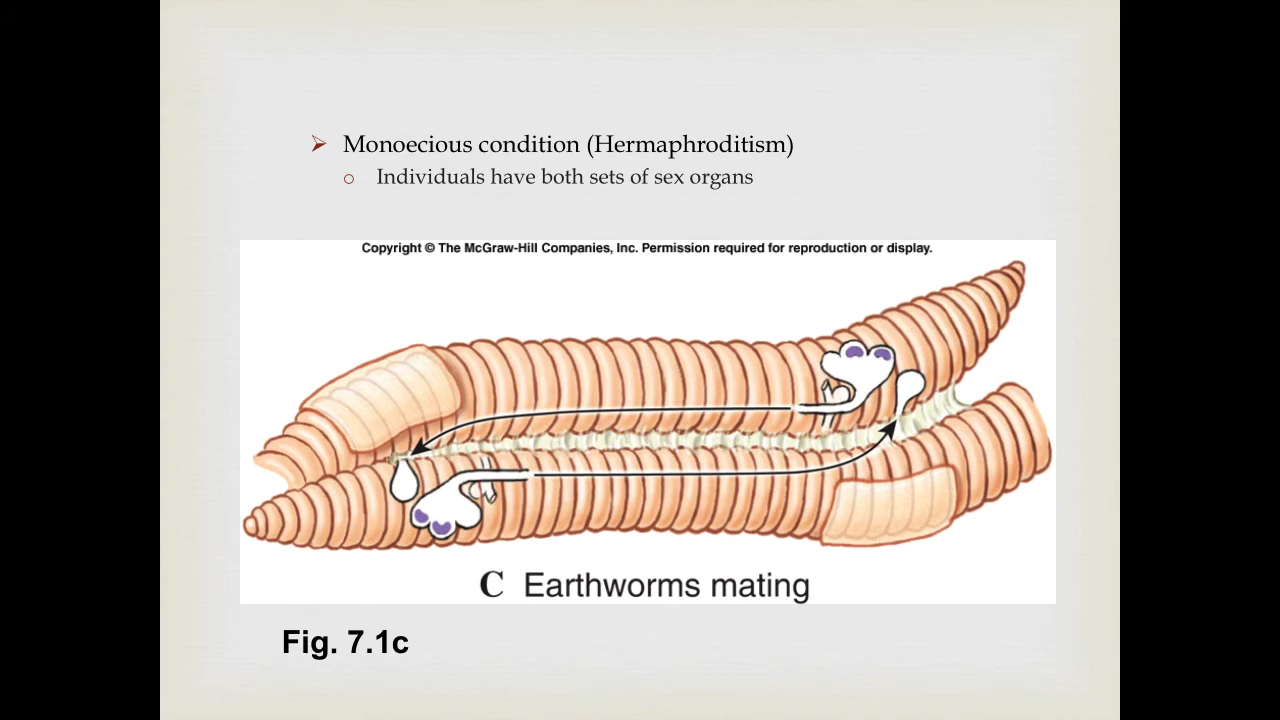 Monoecious condition (Hermaphroditism)
Individuals have both sets of sex organs
Copyright © The McGraw-Hill Companies, Inc. Permission required for reproduction or display.
C Earthworms mating
Fig. 7.1c